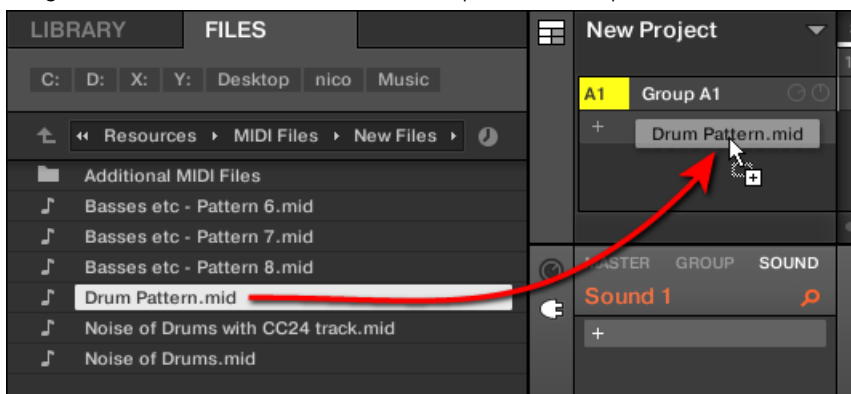 LIBRARY FILES
C: D: X: Y: Desktop nico Music
Resources MIDI Files New Files
Additional MIDI Files
Basses etc - Pattern 6.mid
Basses etc - Pattern 7.mid
Basses etc - Pattern 8.mid
Drum Pattern.mid
Noise of Drums with CC24 track.mid
Noise of Drums.mid
New Project
A1 Group A1
+ Drum Pattern.mid
MASTER GROUP SOUND
Sound 1
+